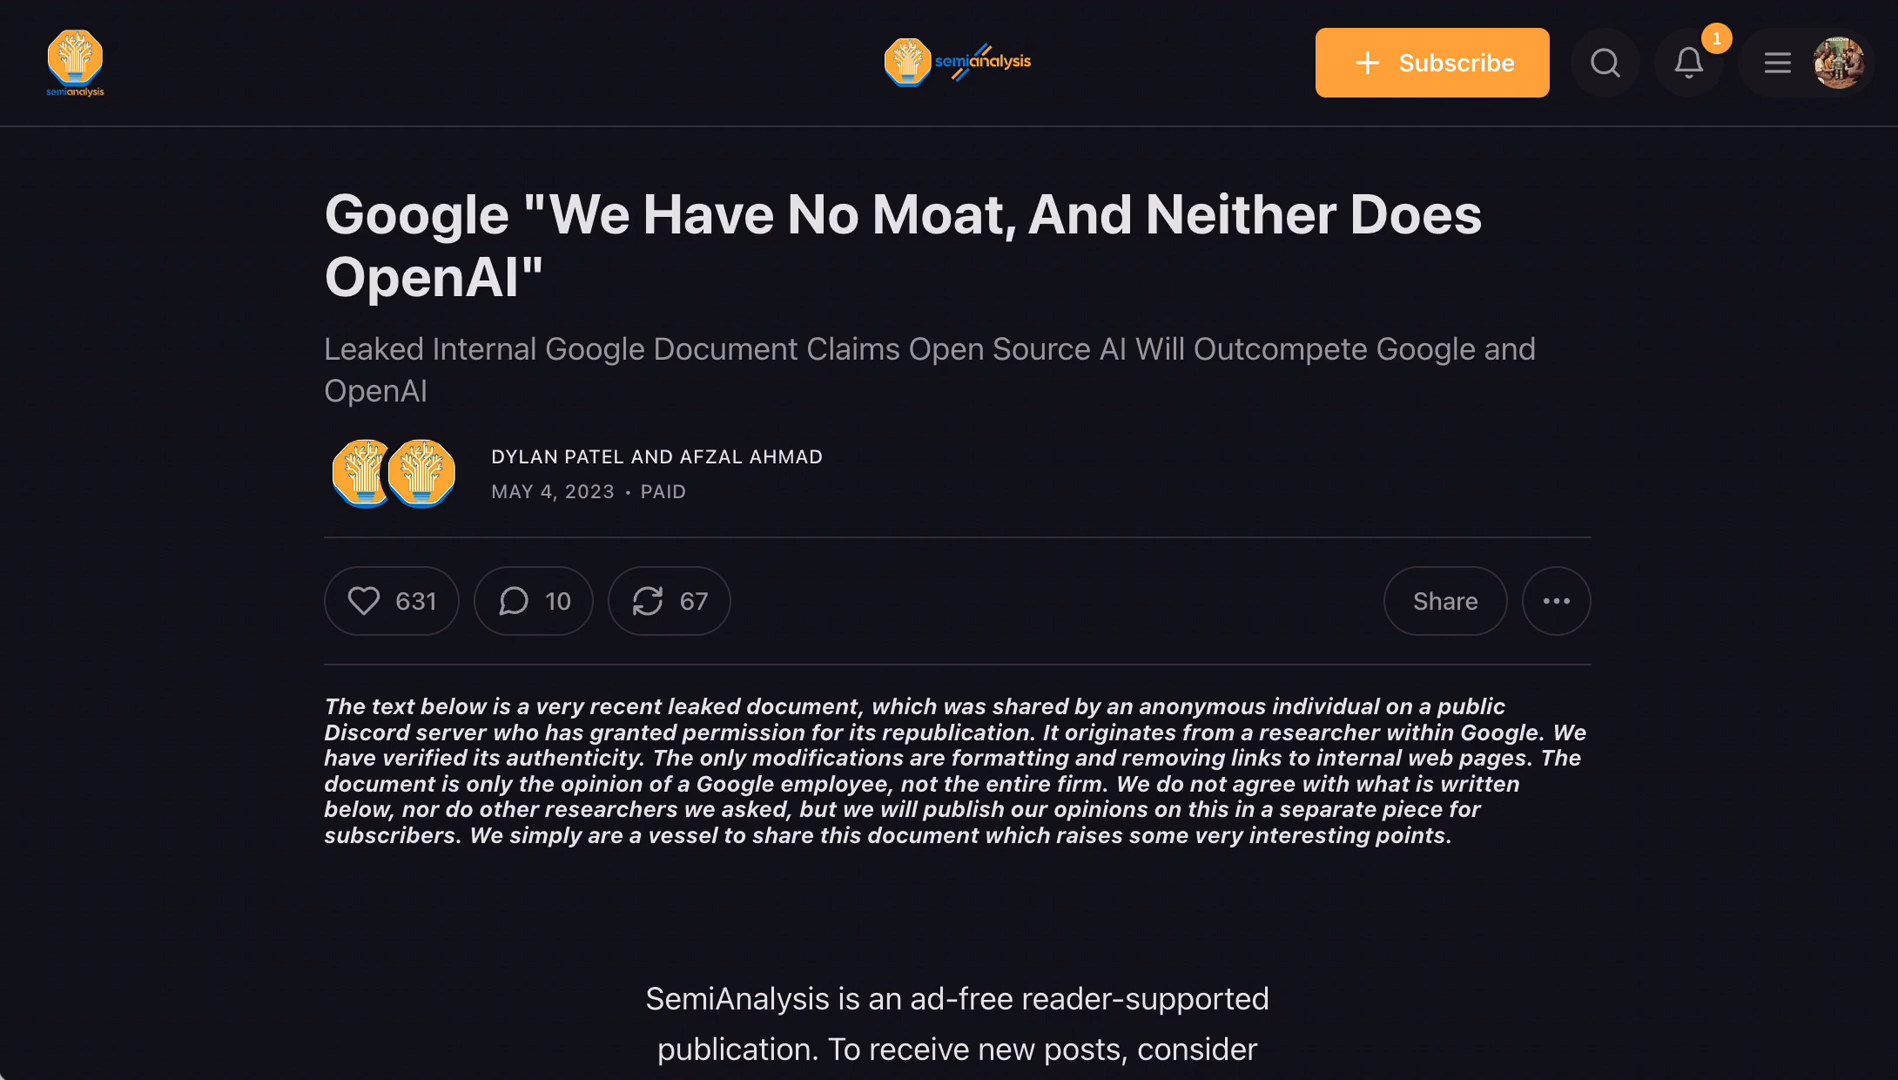 semianalysis
semianalysis
Subscribe
1
Google "We Have No Moat, And Neither Does
OpenAI"
Leaked Internal Google Document Claims Open Source AI Will Outcompete Google and
OpenAI
DYLAN PATEL AND AFZAL AHMAD
MAY 4, 2023 • PAID
631
10
67
Share
The text below is a very recent leaked document, which was shared by an anonymous individual on a public
Discord server who has granted permission for its republication. It originates from a researcher within Google. We
have verified its authenticity. The only modifications are formatting and removing links to internal web pages. The
document is only the opinion of a Google employee, not the entire firm. We do not agree with what is written
below, nor do other researchers we asked, but we will publish our opinions on this in a separate piece for
subscribers. We simply are a vessel to share this document which raises some very interesting points.
SemiAnalysis is an ad-free reader-supported
publication. To receive new posts, consider